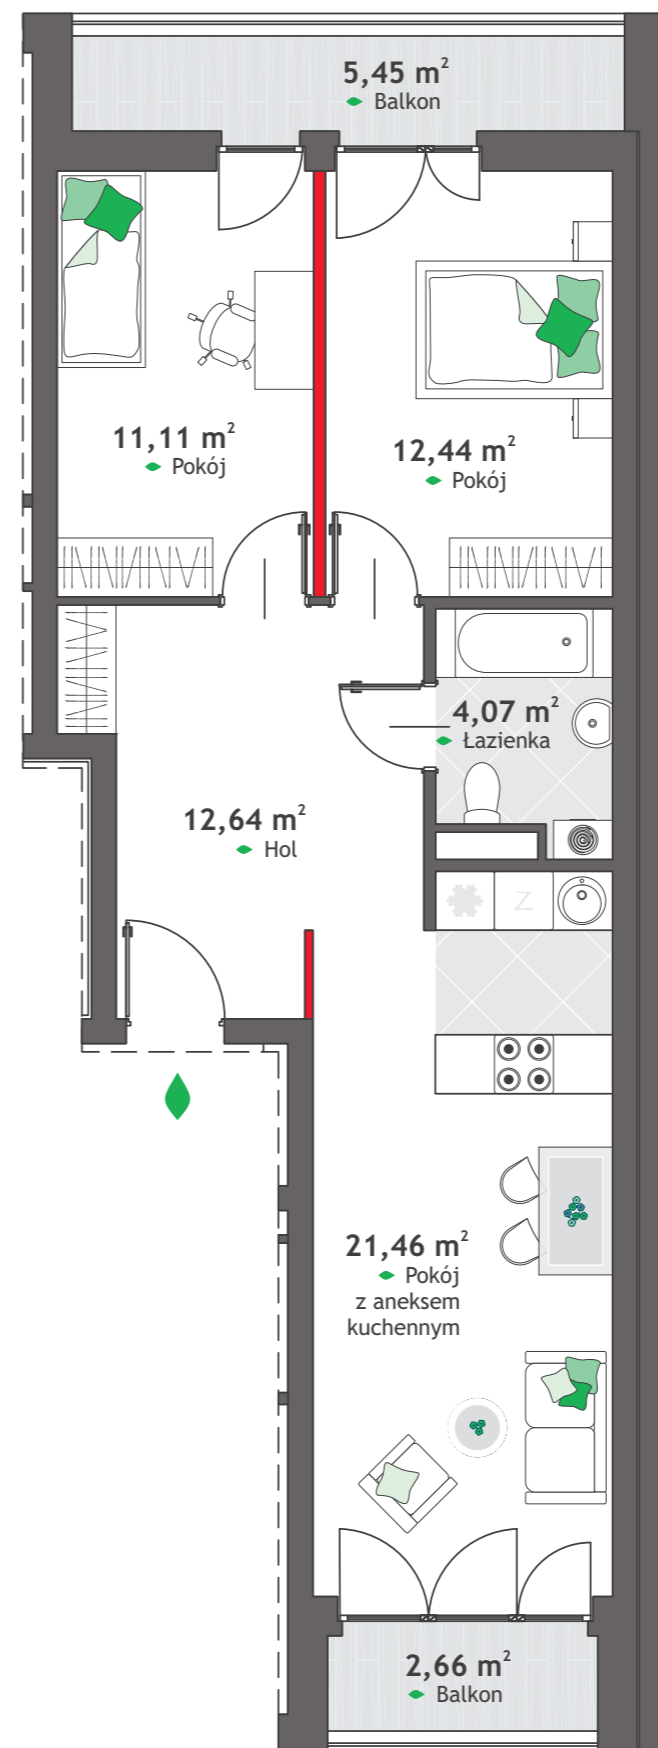 5,45 m²
Balkon
11,11 m²
Pokój
12,44 m²
Pokój
4,07 m²
Łazienka
12,64 m²
Hol
Z
21,46 m²
Pokój
z aneksem
kuchennym
2,66 m²
Balkon